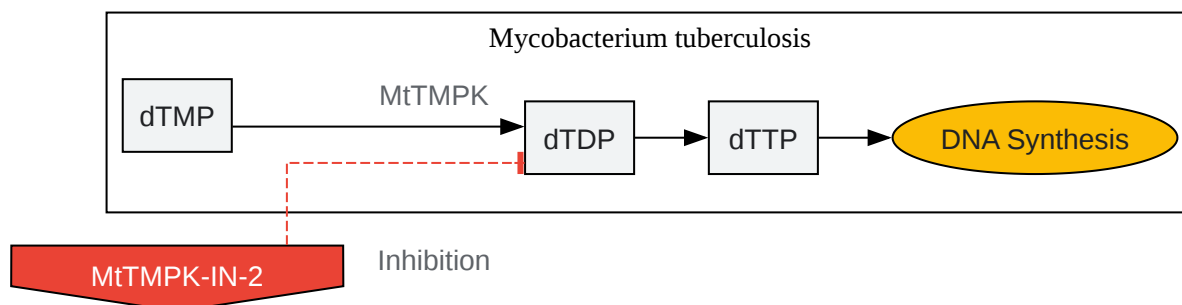 Mycobacterium tuberculosis
MtTMPK
dTMP
dTDP
dTTP
DNA Synthesis
MtTMPK-IN-2
Inhibition